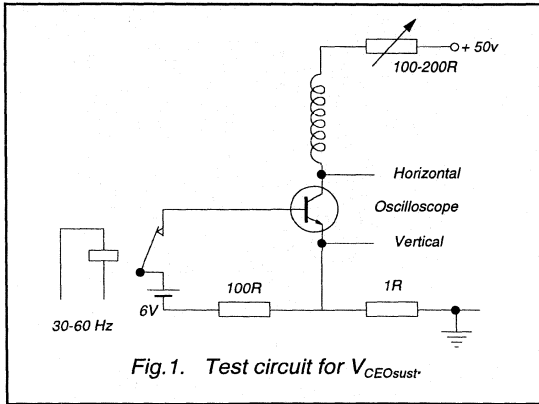 + 50v
100-200R
Horizontal
Oscilloscope
Vertical
100R
1R
6V
30-60 Hz
Fig.1. Test circuit for VCEOsust.